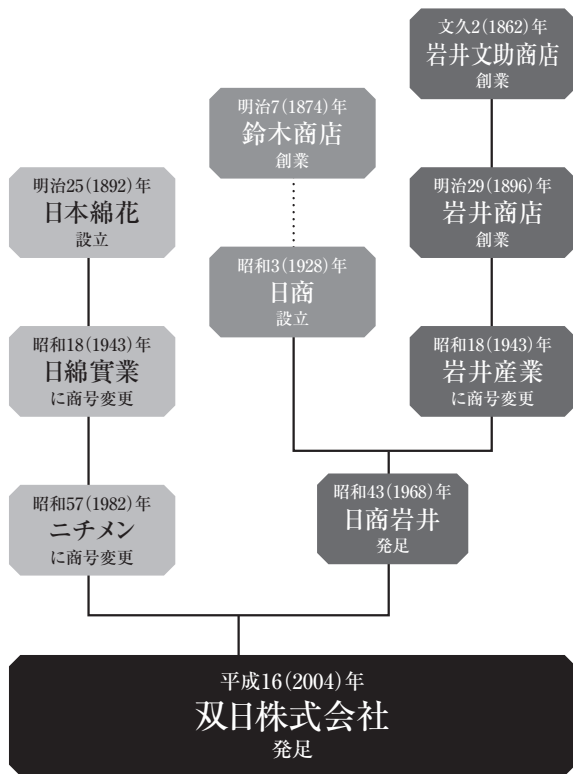 文久2(1862)年
岩井文助商店
創業
明治7(1874)年
鈴木商店
創業
明治25(1892)年
日本綿花
設立
明治29(1896)年
岩井商店
創業
昭和3(1928)年
日商
設立
昭和18(1943)年
日綿實業
に商号変更
昭和18(1943)年
岩井産業
に商号変更
昭和57(1982)年
ニチメン
に商号変更
昭和43(1968)年
日商岩井
発足
平成16(2004)年
双日株式会社
発足